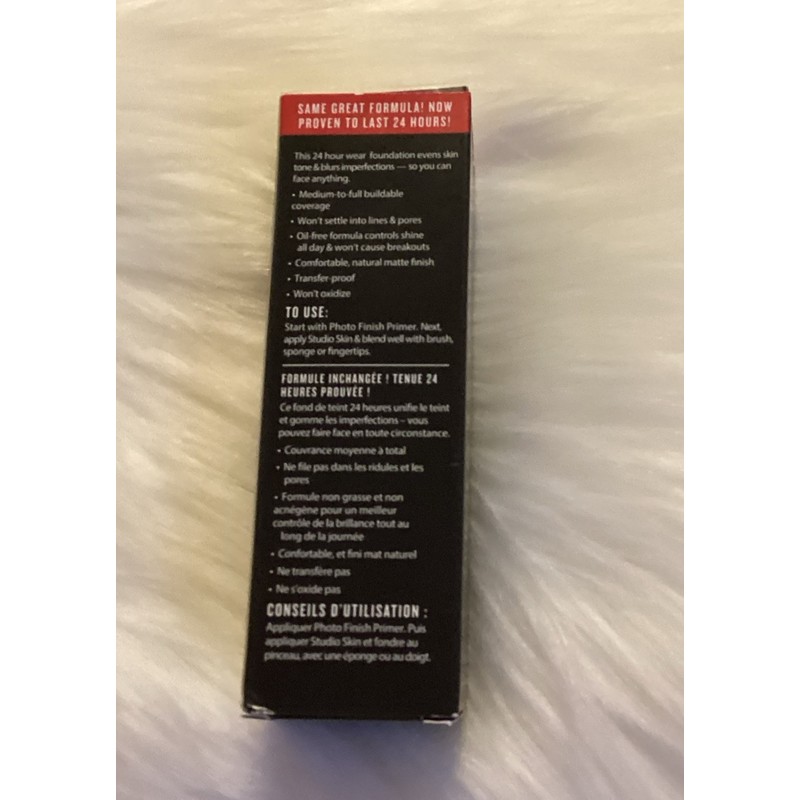 SAME GREAT FORMULA! NOW
PROVEN TO LAST 24 HOURS!
This 24 hour wear foundation evens skin
tone & blurs imperfections — so you can
face anything.
• Medium-to-full buildable
coverage
• Won't settle into lines & pores
• Oil-free formula controls shine
all day & won't cause breakouts
• Comfortable, natural matte finish
• Transfer-proof
• Won't oxidize
TO USE:
Start with Photo Finish Primer. Next,
apply Studio Skin & blend well with brush,
sponge or fingertips.
FORMULE INCHANGÉE ! TENUE 24
HEURES PROUVÉE !
Ce fond de teint 24 heures unifie le teint
et gomme les imperfections – vous
pouvez faire face en toute circonstance.
• Couvrance moyenne à total
• Ne file pas dans les ridules et les
pores
• Formule non grasse et non
acnégène pour un meilleur
contrôle de la brillance tout au
long de la journée
• Confortable, et fini mat naturel
• Ne transfère pas
• Ne s'oxide pas
CONSEILS D'UTILISATION :
Appliquer Photo Finish Primer. Puis
appliquer Studio Skin et fondre au
pinceau, avec une éponge ou au doigt.